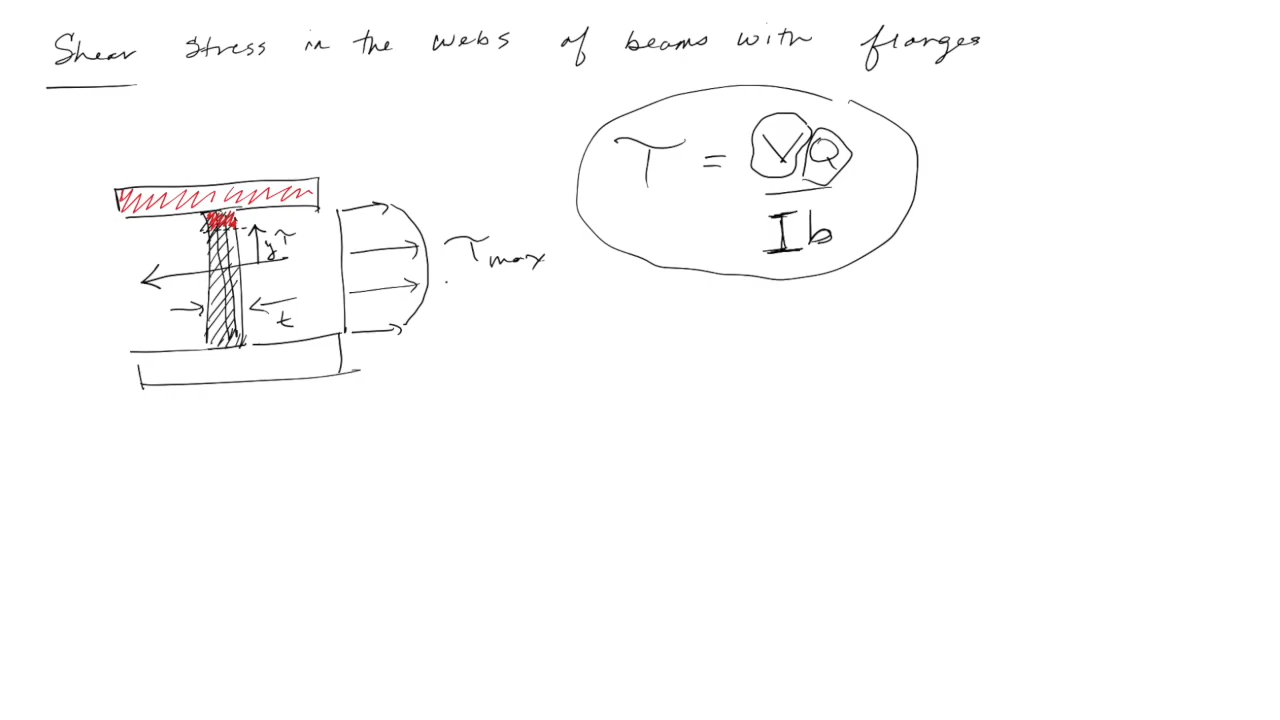 Shear stress in the webs of beams with flanges
τ = VQ
Ib
y τ
τmax
t